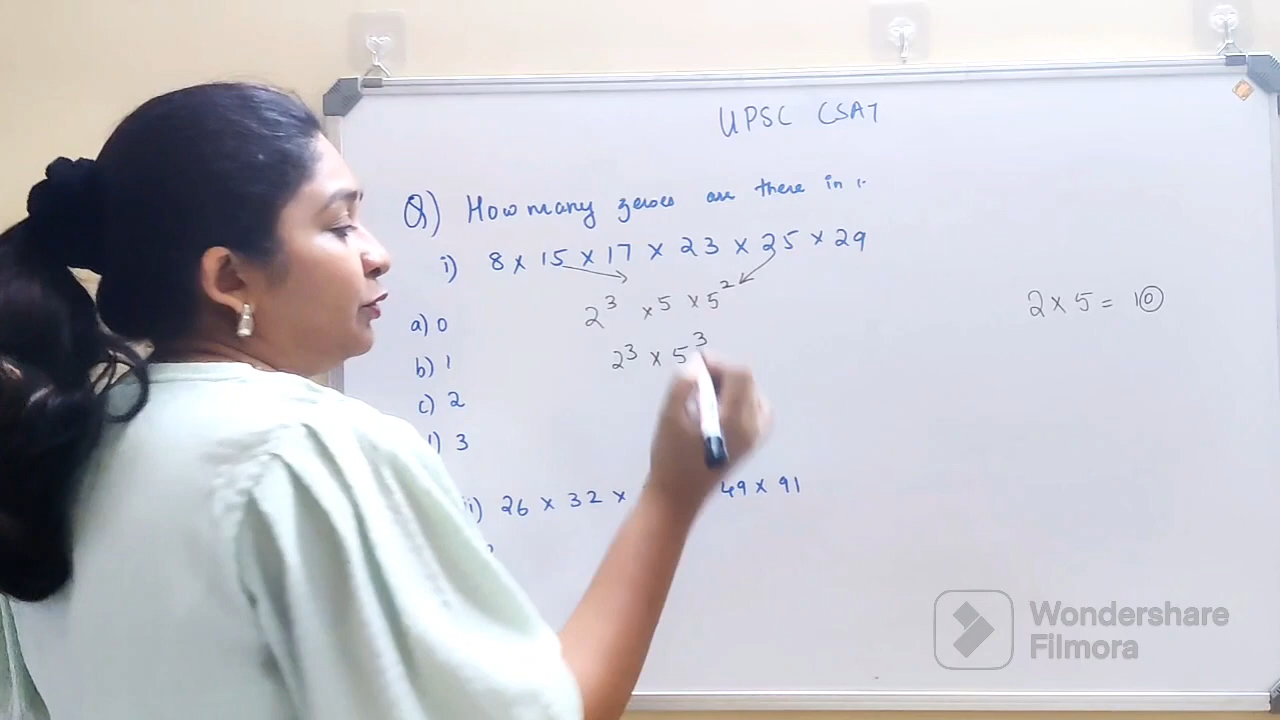 UPSC CSAT
Q) How many zeroes are there in :-
i) 8 × 15 × 17 × 23 × 25 × 29
2³ × 5 × 5²
2 × 5 = 10
a) 0
2³ × 5³
b) 1
c) 2
) 3
ii) 26 × 32 × 49 × 91
Wondershare
Filmora